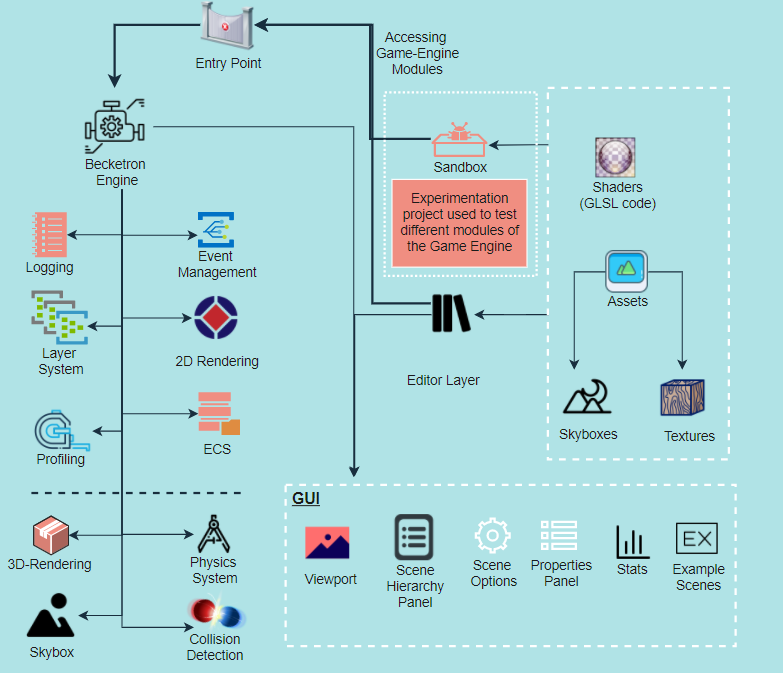 Entry Point
Accessing
Game-Engine
Modules
Becketron
Engine
Sandbox
Experimentation
project used to test
different modules of
the Game Engine
Shaders
(GLSL code)
Assets
Skyboxes
Textures
Editor Layer
Logging
Event
Management
Layer
System
2D Rendering
Profiling
ECS
3D-Rendering
Physics
System
Skybox
Collision
Detection
GUI
Viewport
Scene
Hierarchy
Panel
Scene
Options
Properties
Panel
Stats
EX
Example
Scenes